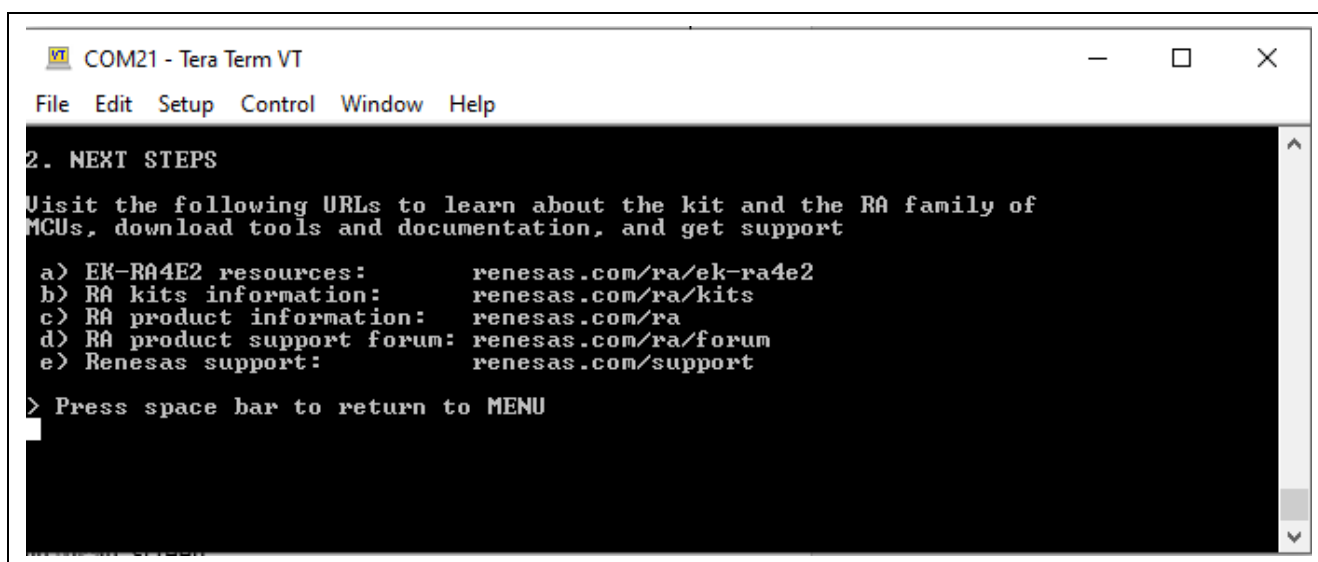 VT COM21 - Tera Term VT
File Edit Setup Control Window Help
2. NEXT STEPS
Visit the following URLs to learn about the kit and the RA family of
MCUs, download tools and documentation, and get support
a) EK-RA4E2 resources: renesas.com/ra/ek-ra4e2
b) RA kits information: renesas.com/ra/kits
c) RA product information: renesas.com/ra
d) RA product support forum: renesas.com/ra/forum
e) Renesas support: renesas.com/support
> Press space bar to return to MENU